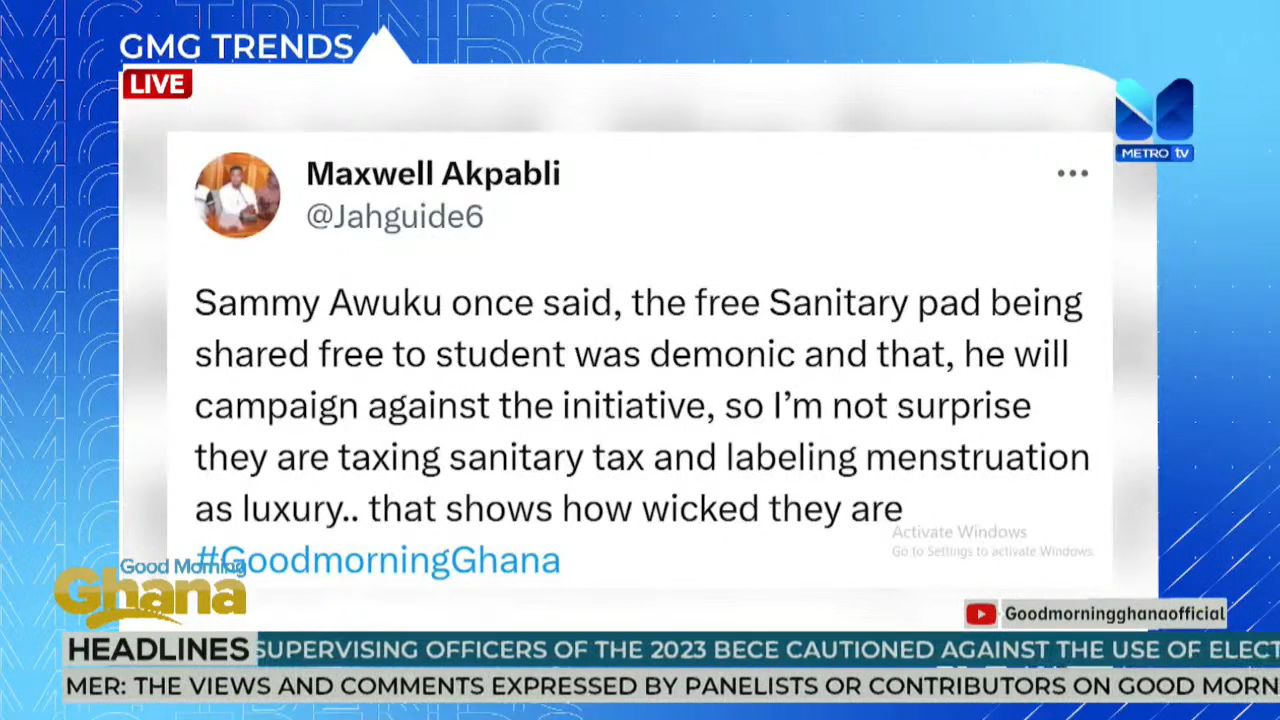 GMG TRENDS
LIVE
METRO tv
Maxwell Akpabli
@Jahguide6
Sammy Awuku once said, the free Sanitary pad being
shared free to student was demonic and that, he will
campaign against the initiative, so I'm not surprise
they are taxing sanitary tax and labeling menstruation
as luxury.. that shows how wicked they are
#GoodmorningGhana
Activate Windows
Go to Settings to activate Windows.
Good Morning
Ghana
Goodmorningghanaofficial
HEADLINES SUPERVISING OFFICERS OF THE 2023 BECE CAUTIONED AGAINST THE USE OF ELECT
MER: THE VIEWS AND COMMENTS EXPRESSED BY PANELISTS OR CONTRIBUTORS ON GOOD MORN